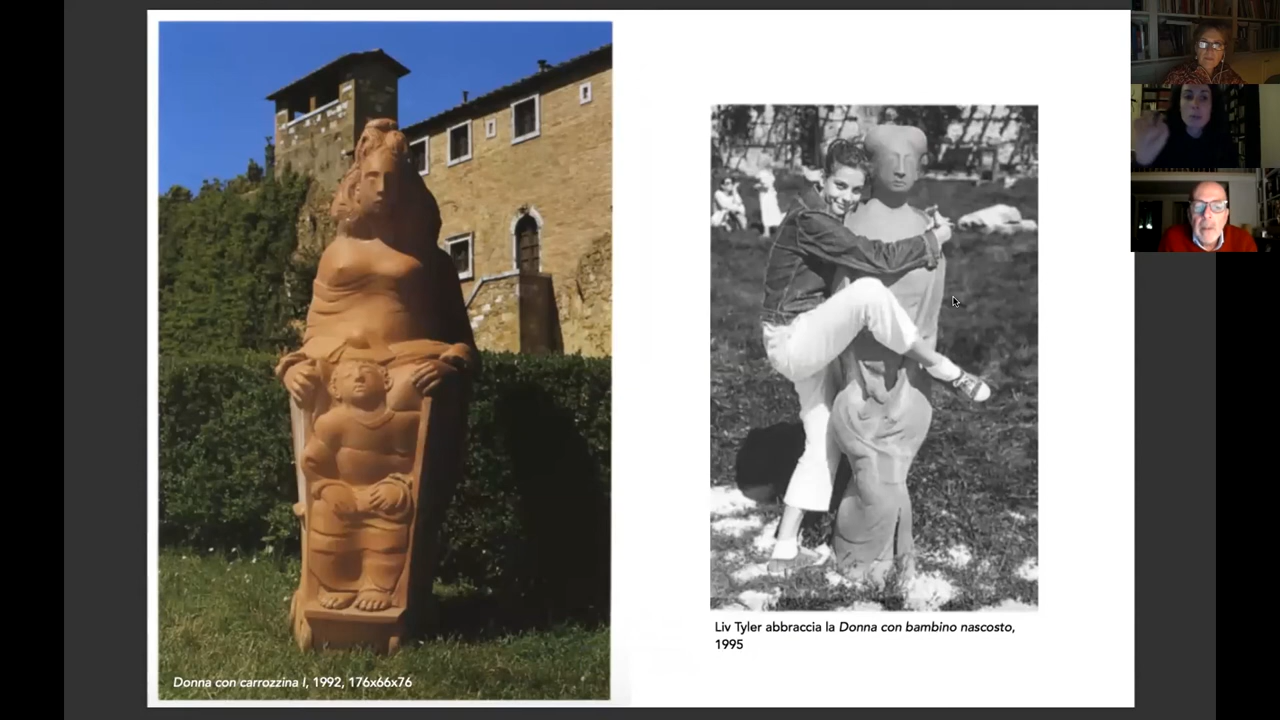 Donna con carrozzina I, 1992, 176x66x76
Liv Tyler abbraccia la Donna con bambino nascosto,
1995